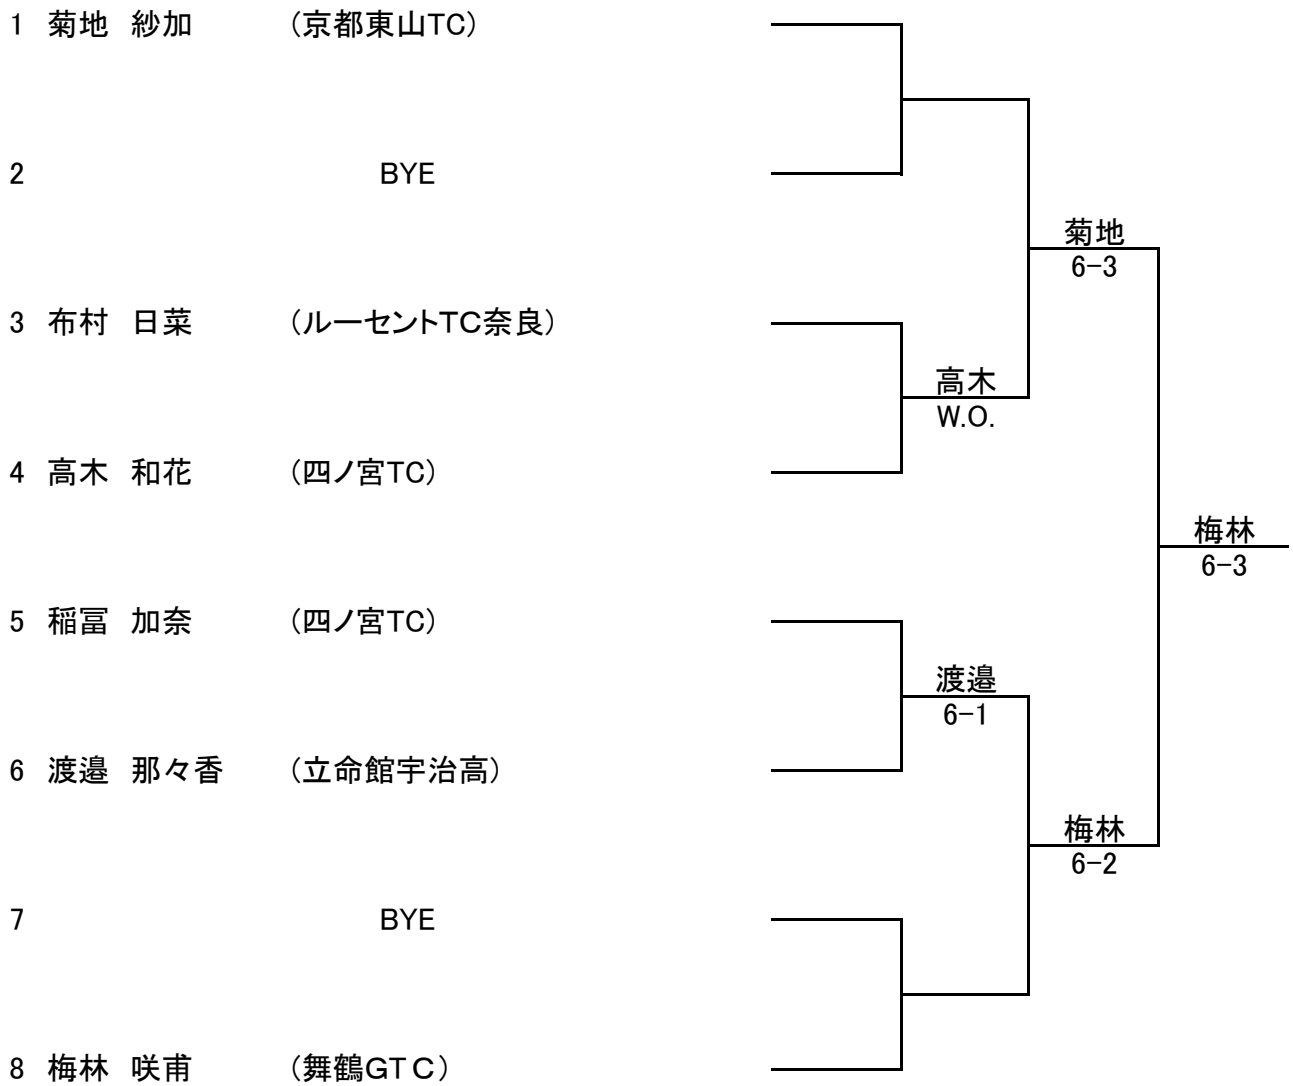 1 菊地 紗加 (京都東山TC)
2 BYE
菊地
6-3
3 布村 日菜 (ルーセントTC奈良)
高木
W.O.
4 高木 和花 (四ノ宮TC)
梅林
6-3
5 稲冨 加奈 (四ノ宮TC)
渡邉
6-1
6 渡邉 那々香 (立命館宇治高)
梅林
6-2
7 BYE
8 梅林 咲甫 (舞鶴GTC)